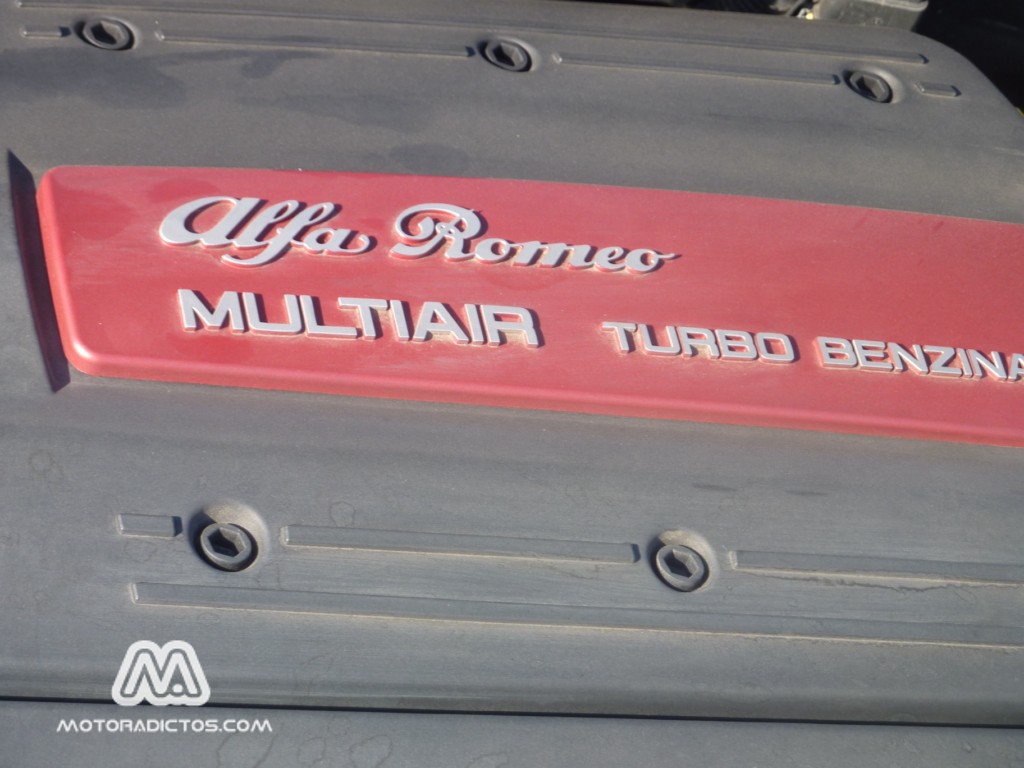 Alfa Romeo
MULTIAIR TURBO BENZINA
M
MOTORADICTOS.COM